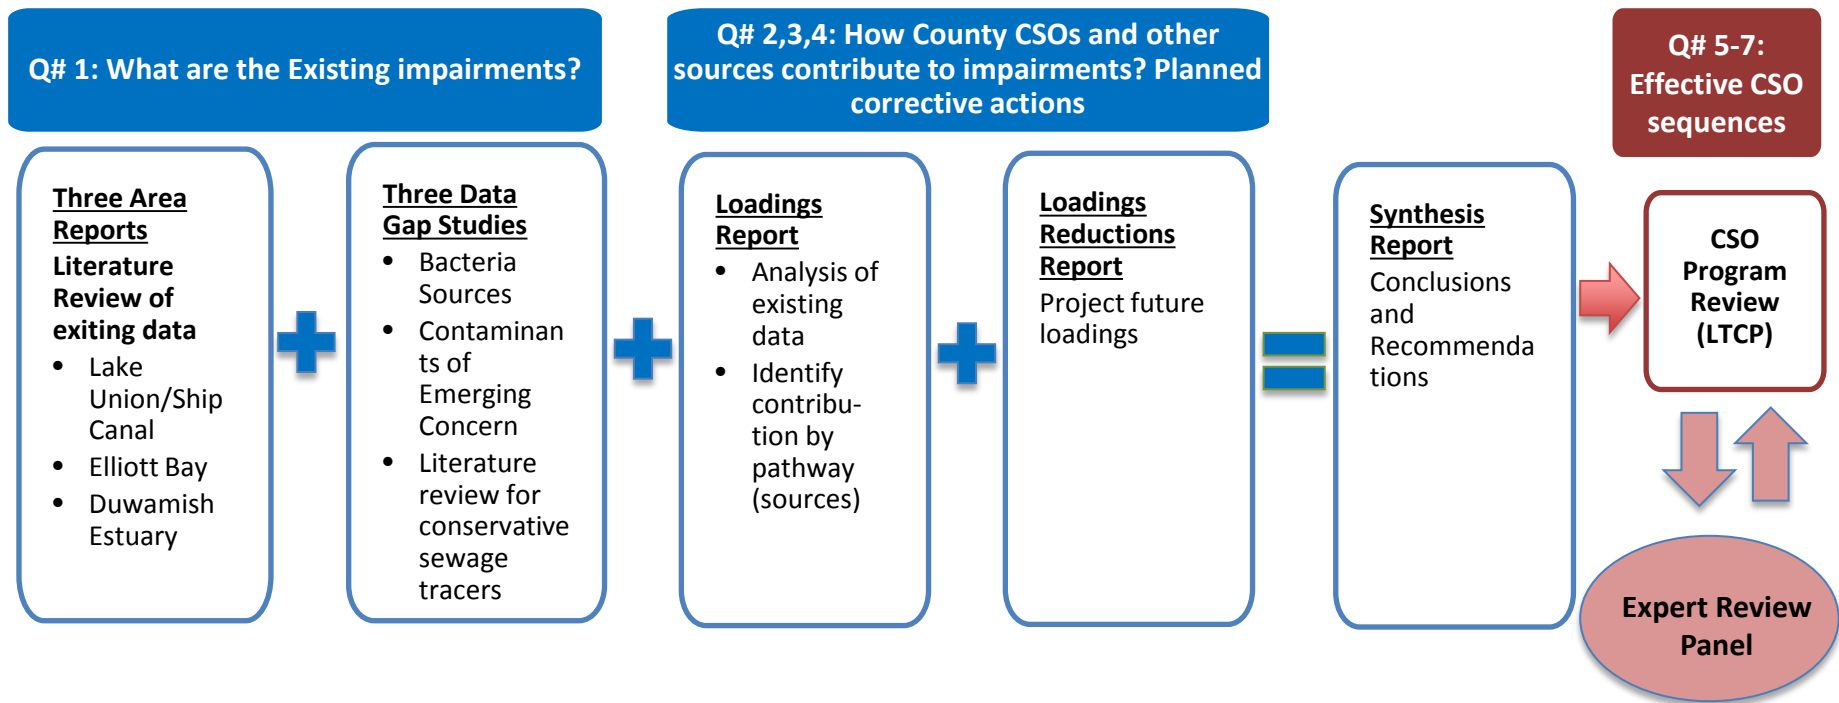 Q# 1: What are the Existing impairments?
Q# 2,3,4: How County CSOs and other
sources contribute to impairments? Planned
corrective actions
Q# 5-7:
Effective CSO
sequences
Three Area
Reports
Literature
Review of
exiting data
• Lake
Union/Ship
Canal
• Elliott Bay
• Duwamish
Estuary
Three Data
Gap Studies
• Bacteria
Sources
• Contaminan
ts of
Emerging
Concern
• Literature
review for
conservative
sewage
tracers
Loadings
Report
• Analysis of
existing
data
• Identify
contribu-
tion by
pathway
(sources)
Loadings
Reductions
Report
Project future
loadings
Synthesis
Report
Conclusions
and
Recommenda
tions
CSO
Program
Review
(LTCP)
Expert Review
Panel